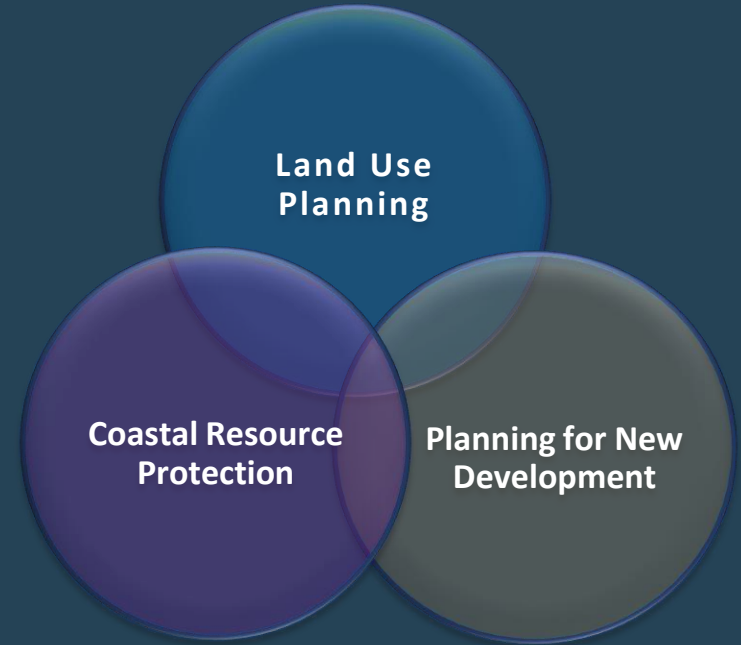 Land Use
Planning
Coastal Resource
Protection
Planning for New
Development